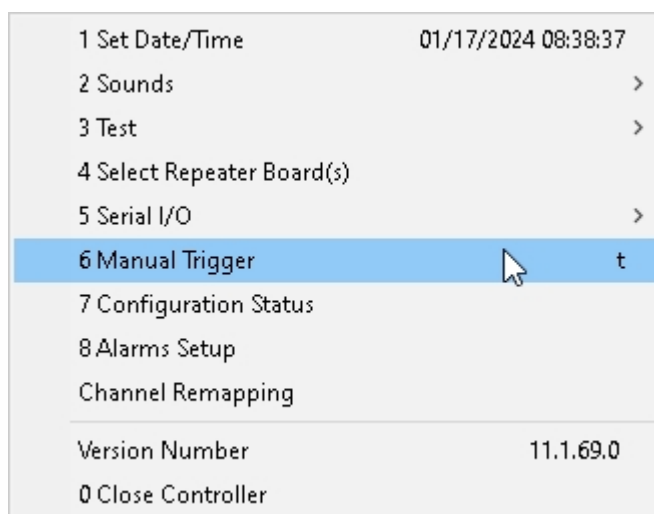 1 Set Date/Time 01/17/2024 08:38:37
2 Sounds >
3 Test >
4 Select Repeater Board(s)
5 Serial I/O >
6 Manual Trigger t
7 Configuration Status
8 Alarms Setup
Channel Remapping
Version Number 11.1.69.0
0 Close Controller